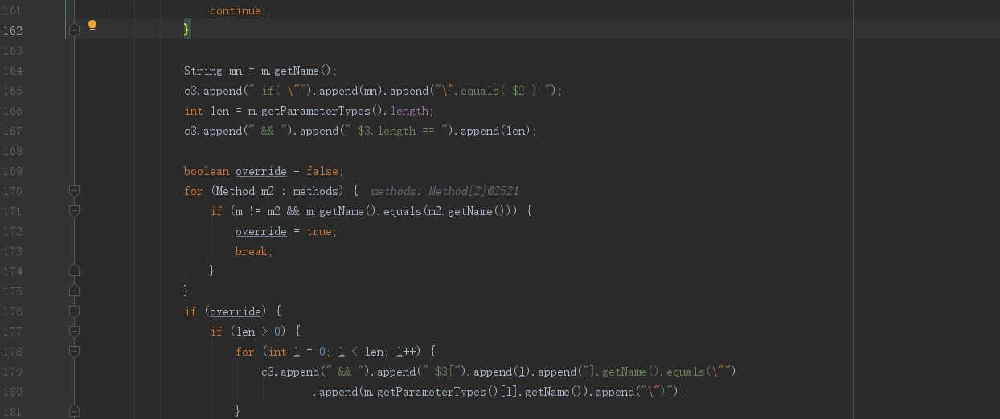 161 continue;
162 }
163
164 String mn = m.getName();
165 c3.append(" if( \"").append(mn).append("\".equals( $2 ) ");
166 int len = m.getParameterTypes().length;
167 c3.append(" && ").append(" $3.length == ").append(len);
168
169 boolean override = false;
170 for (Method m2 : methods) { methods: Method[2]@2521
171 if (m != m2 && m.getName().equals(m2.getName())) {
172 override = true;
173 break;
174 }
175 }
176 if (override) {
177 if (len > 0) {
178 for (int l = 0; l < len; l++) {
179 c3.append(" && ").append(" $3[").append(l).append("].getName().equals(\"")
180 .append(m.getParameterTypes()[l].getName()).append("\")");
181 }